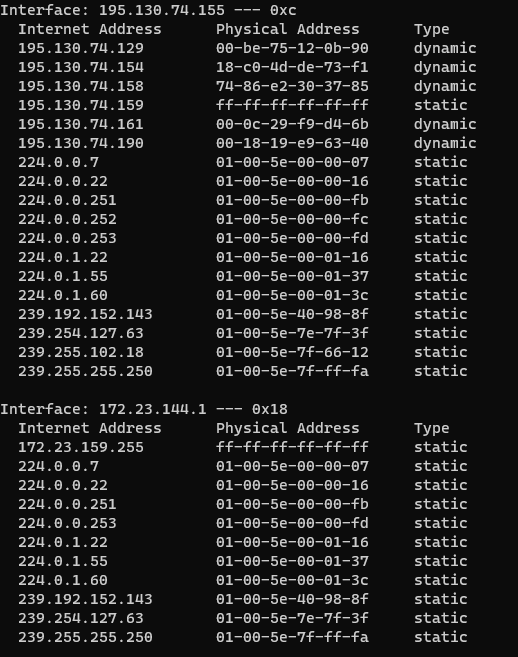 Interface: 195.130.74.155 --- 0xc
  Internet Address      Physical Address      Type
  195.130.74.129        00-be-75-12-0b-90     dynamic
  195.130.74.154        18-c0-4d-de-73-f1     dynamic
  195.130.74.158        74-86-e2-30-37-85     dynamic
  195.130.74.159        ff-ff-ff-ff-ff-ff     static
  195.130.74.161        00-0c-29-f9-d4-6b     dynamic
  195.130.74.190        00-18-19-e9-63-40     dynamic
  224.0.0.7             01-00-5e-00-00-07     static
  224.0.0.22            01-00-5e-00-00-16     static
  224.0.0.251           01-00-5e-00-00-fb     static
  224.0.0.252           01-00-5e-00-00-fc     static
  224.0.0.253           01-00-5e-00-00-fd     static
  224.0.1.22            01-00-5e-00-01-16     static
  224.0.1.55            01-00-5e-00-01-37     static
  224.0.1.60            01-00-5e-00-01-3c     static
  239.192.152.143       01-00-5e-40-98-8f     static
  239.254.127.63        01-00-5e-7e-7f-3f     static
  239.255.102.18        01-00-5e-7f-66-12     static
  239.255.255.250       01-00-5e-7f-ff-fa     static

Interface: 172.23.144.1 --- 0x18
  Internet Address      Physical Address      Type
  172.23.159.255        ff-ff-ff-ff-ff-ff     static
  224.0.0.7             01-00-5e-00-00-07     static
  224.0.0.22            01-00-5e-00-00-16     static
  224.0.0.251           01-00-5e-00-00-fb     static
  224.0.0.253           01-00-5e-00-00-fd     static
  224.0.1.22            01-00-5e-00-01-16     static
  224.0.1.55            01-00-5e-00-01-37     static
  224.0.1.60            01-00-5e-00-01-3c     static
  239.192.152.143       01-00-5e-40-98-8f     static
  239.254.127.63        01-00-5e-7e-7f-3f     static
  239.255.255.250       01-00-5e-7f-ff-fa     static